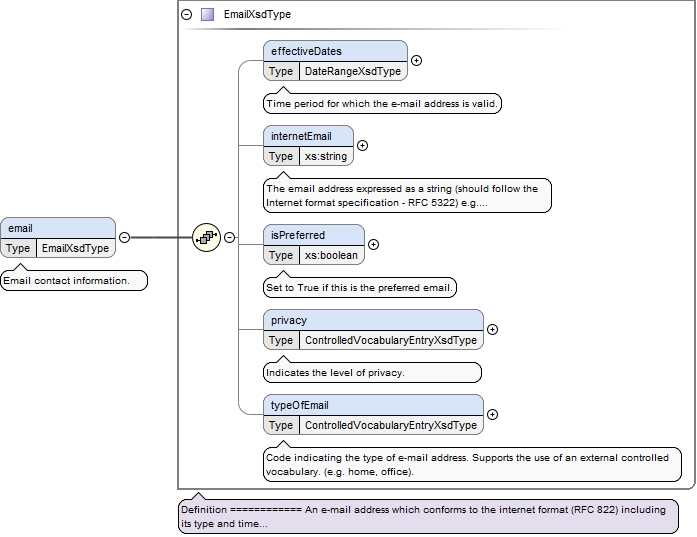 EmailXsdType
effectiveDates
Type DateRangeXsdType
Time period for which the e-mail address is valid.
internetEmail
Type xs:string
The email address expressed as a string (should follow the
Internet format specification - RFC 5322) e.g....
email
Type EmailXsdType
Email contact information.
isPreferred
Type xs:boolean
Set to True if this is the preferred email.
privacy
Type ControlledVocabularyEntryXsdType
Indicates the level of privacy.
typeOfEmail
Type ControlledVocabularyEntryXsdType
Code indicating the type of e-mail address. Supports the use of an external controlled
vocabulary. (e.g. home, office).
Definition ============ An e-mail address which conforms to the internet format (RFC 822) including
its type and time...